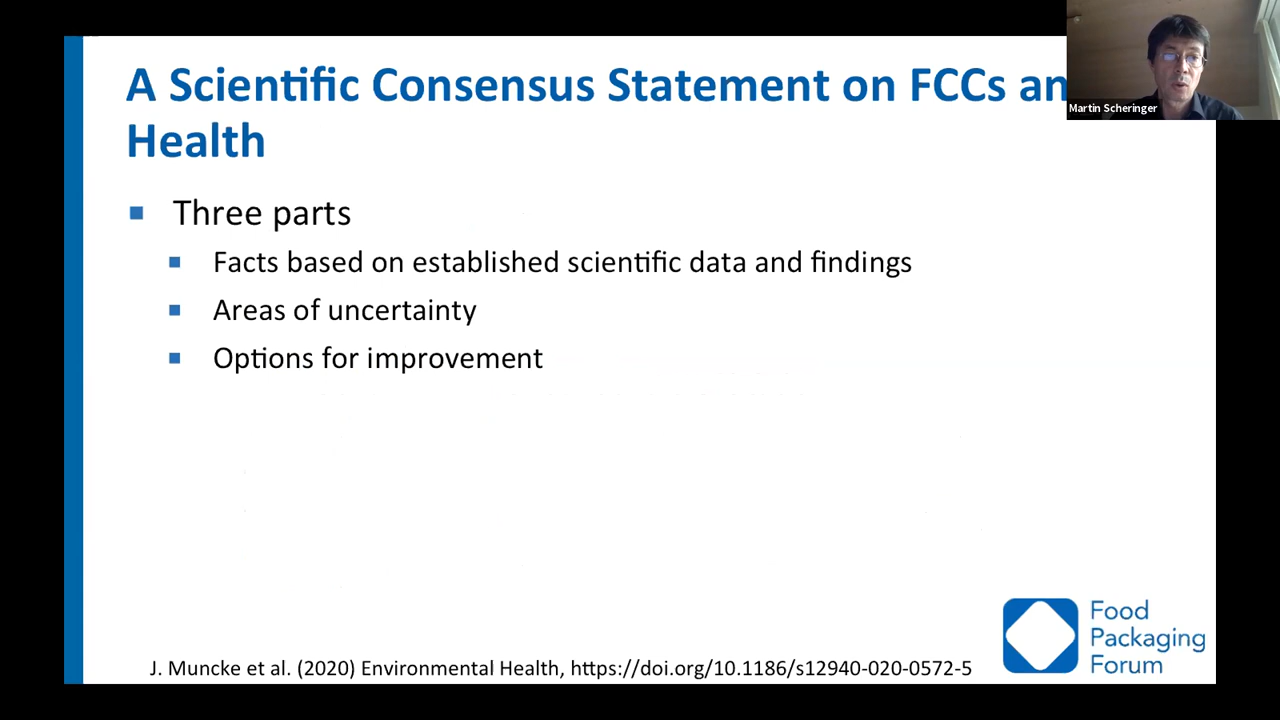 A Scientific Consensus Statement on FCCs an
Health
Martin Scheringer
Three parts
Facts based on established scientific data and findings
Areas of uncertainty
Options for improvement
Food
Packaging
Forum
J. Muncke et al. (2020) Environmental Health, https://doi.org/10.1186/s12940-020-0572-5